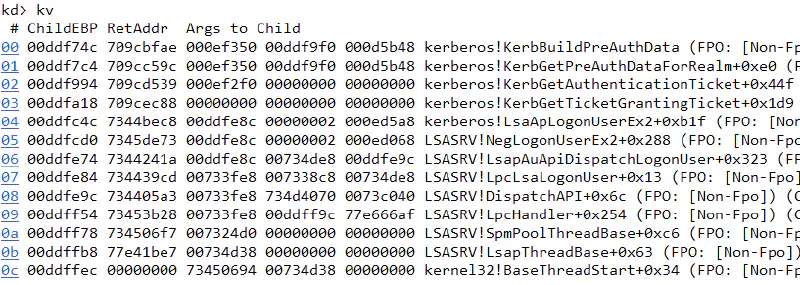 kd> kv
 # ChildEBP RetAddr  Args to Child
00 00ddf74c 709cbfae 000ef350 00ddf9f0 000d5b48 kerberos!KerbBuildPreAuthData (FPO: [Non-Fp
01 00ddf7c4 709cc59c 000ef350 00ddf9f0 000d5b48 kerberos!KerbGetPreAuthDataForRealm+0xe0 (F
02 00ddf994 709cd539 000ef2f0 00000000 00000000 kerberos!KerbGetAuthenticationTicket+0x44f
03 00ddfa18 709cec88 00000000 00000000 00000000 kerberos!KerbGetTicketGrantingTicket+0x1d9
04 00ddfc4c 7344bec8 00ddfe8c 00000002 000ed5a8 kerberos!LsaApLogonUserEx2+0xb1f (FPO: [Non
05 00ddfcd0 7345de73 00ddfe8c 00000002 000ed068 LSASRV!NegLogonUserEx2+0x288 (FPO: [Non-Fpo
06 00ddfe74 7344241a 00ddfe8c 00734de8 00ddfe9c LSASRV!LsapAuApiDispatchLogonUser+0x323 (FP
07 00ddfe84 734439cd 00733fe8 007338c8 00734de8 LSASRV!LpcLsaLogonUser+0x13 (FPO: [Non-Fpo]
08 00ddfe9c 734405a3 00733fe8 734d4070 0073c040 LSASRV!DispatchAPI+0x6c (FPO: [Non-Fpo]) (C
09 00ddff54 73453b28 00733fe8 00ddff9c 77e666af LSASRV!LpcHandler+0x254 (FPO: [Non-Fpo]) (C
0a 00ddff78 734506f7 007324d0 00000000 00000000 LSASRV!SpmPoolThreadBase+0xc6 (FPO: [Non-Fp
0b 00ddffb8 77e41be7 00734d38 00000000 00000000 LSASRV!LsapThreadBase+0x63 (FPO: [Non-Fpo])
0c 00ddffec 00000000 73450694 00734d38 00000000 kernel32!BaseThreadStart+0x34 (FPO: [Non-Fp